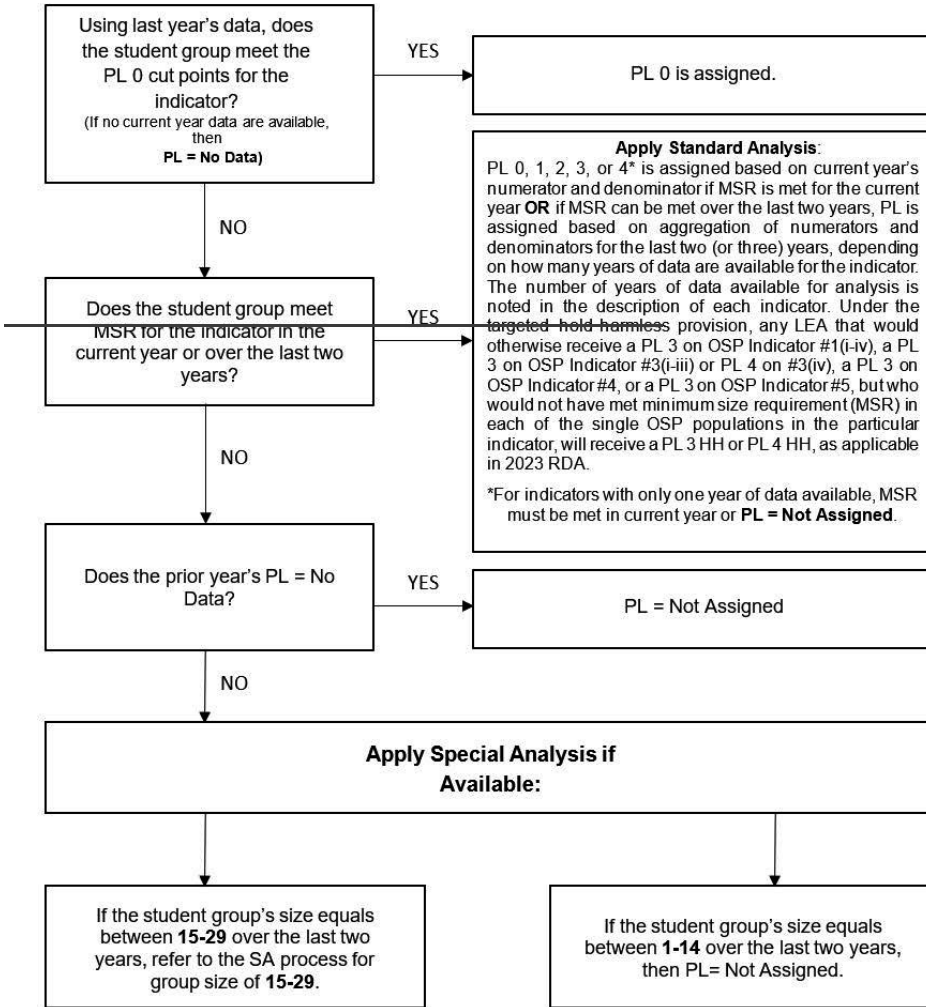 Using last year's data, does
the student group meet the
PL 0 cut points for the
indicator?
(If no current year data are available,
then
PL = No Data)
YES
PL 0 is assigned.
NO
Apply Standard Analysis:
PL 0, 1, 2, 3, or 4* is assigned based on current year's
numerator and denominator if MSR is met for the current
year OR if MSR can be met over the last two years, PL is
assigned based on aggregation of numerators and
denominators for the last two (or three) years, depending
on how many years of data are available for the indicator.
The number of years of data available for analysis is
noted in the description of each indicator. Under the
targeted hold harmless provision, any LEA that would
otherwise receive a PL 3 on OSP Indicator #1(i-iv), a PL
3 on OSP Indicator #3(i-iii) or PL 4 on #3(iv), a PL 3 on
OSP Indicator #4, or a PL 3 on OSP Indicator #5, but who
would not have met minimum size requirement (MSR) in
each of the single OSP populations in the particular
indicator, will receive a PL 3 HH or PL 4 HH, as applicable
in 2023 RDA.
*For indicators with only one year of data available, MSR
must be met in current year or PL = Not Assigned.
Does the student group meet
MSR for the indicator in the
current year or over the last two
years?
YES
NO
Does the prior year's PL = No
Data?
YES
PL = Not Assigned
NO
Apply Special Analysis if
Available:
If the student group's size equals
between 15-29 over the last two
years, refer to the SA process for
group size of 15-29.
If the student group's size equals
between 1-14 over the last two years,
then PL= Not Assigned.